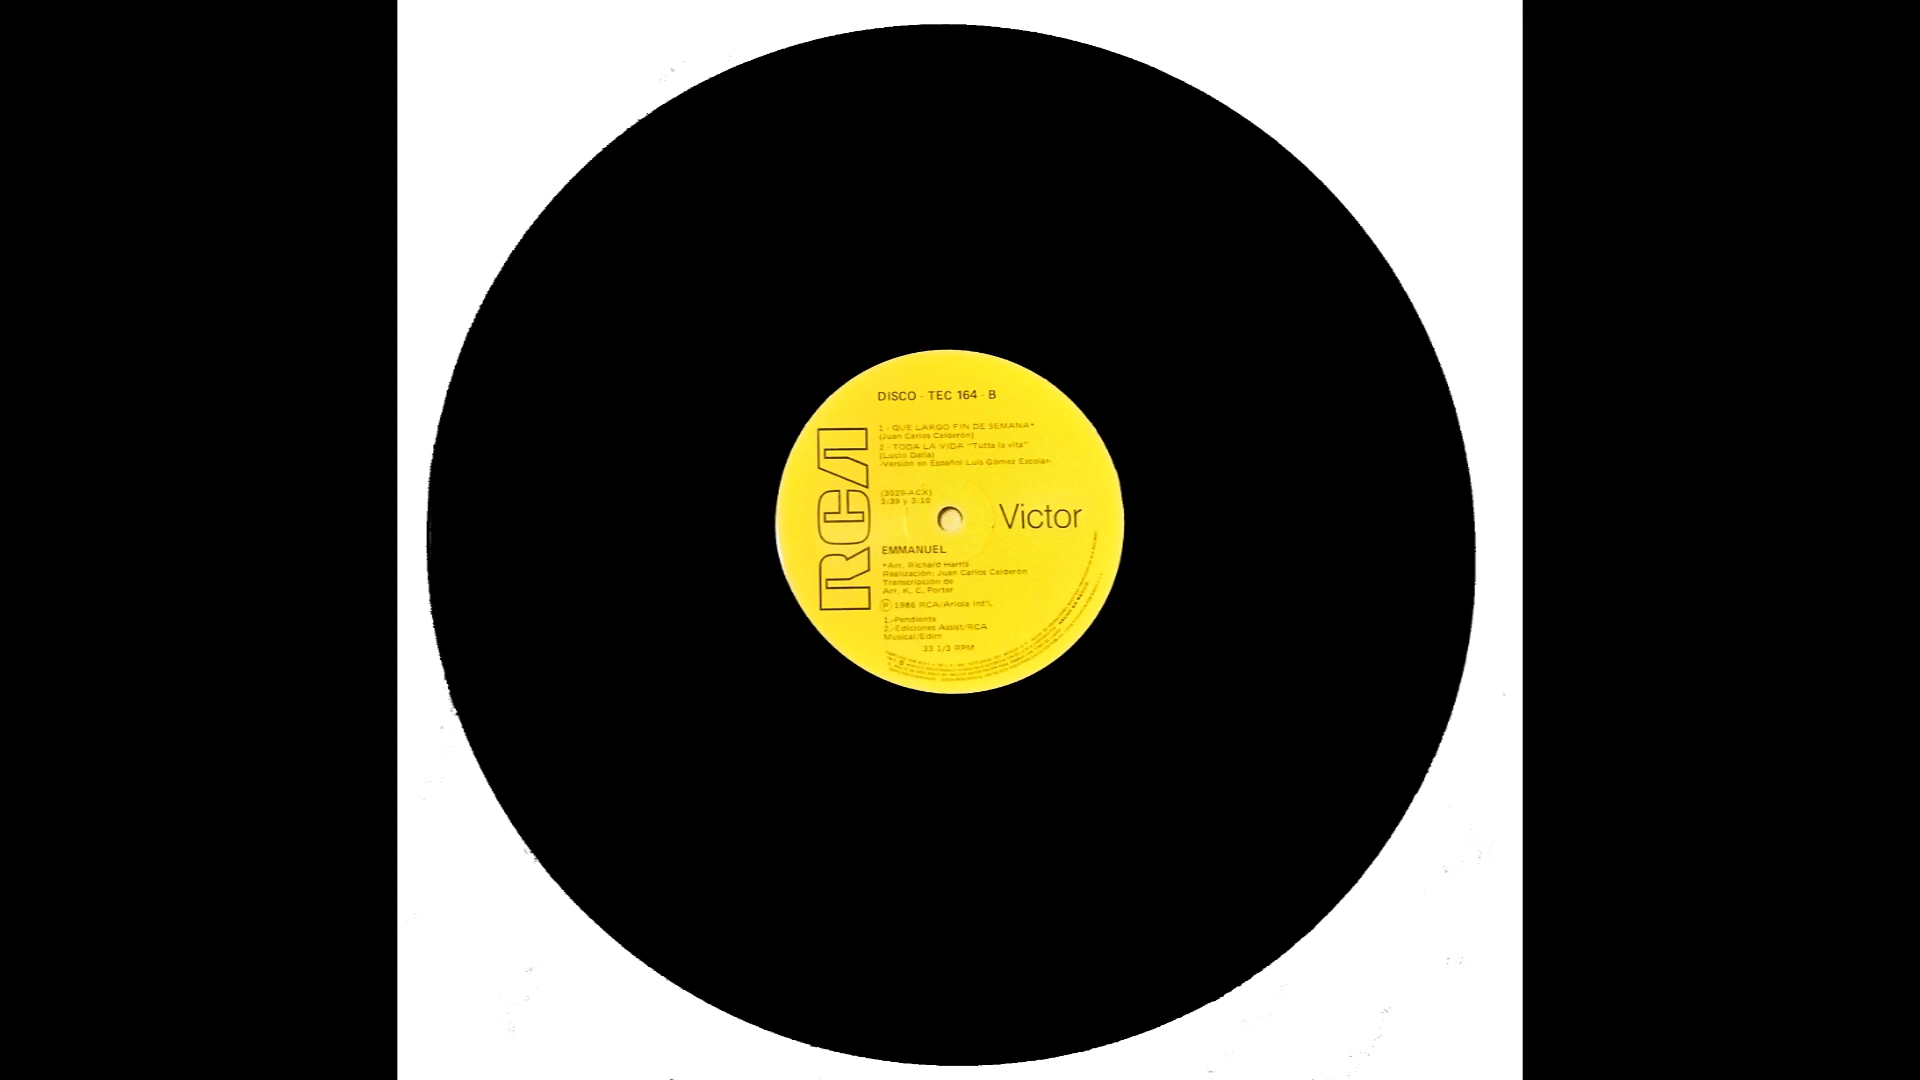 DISCO - TEC 164 - B
1 - QUE LARGO FIN DE SEMANA*
(Juan Carlos Calderón)
2 - TODA LA VIDA "Tutta la vita"
(Lucio Dalla)
-Versión en Español Luis Gómez Escolar-
RCA
(3029-ACX)
3:10
Victor
EMMANUEL
*Arr. Richard Harris
Realización: Juan Carlos Calderón
Transcripción de
Arr. K. C. Porter
Ⓟ 1986 RCA/Ariola Int'l.
1.-Pendiente
2.-Ediciones Assist/RCA
Musical/Edim
33 1/3 RPM